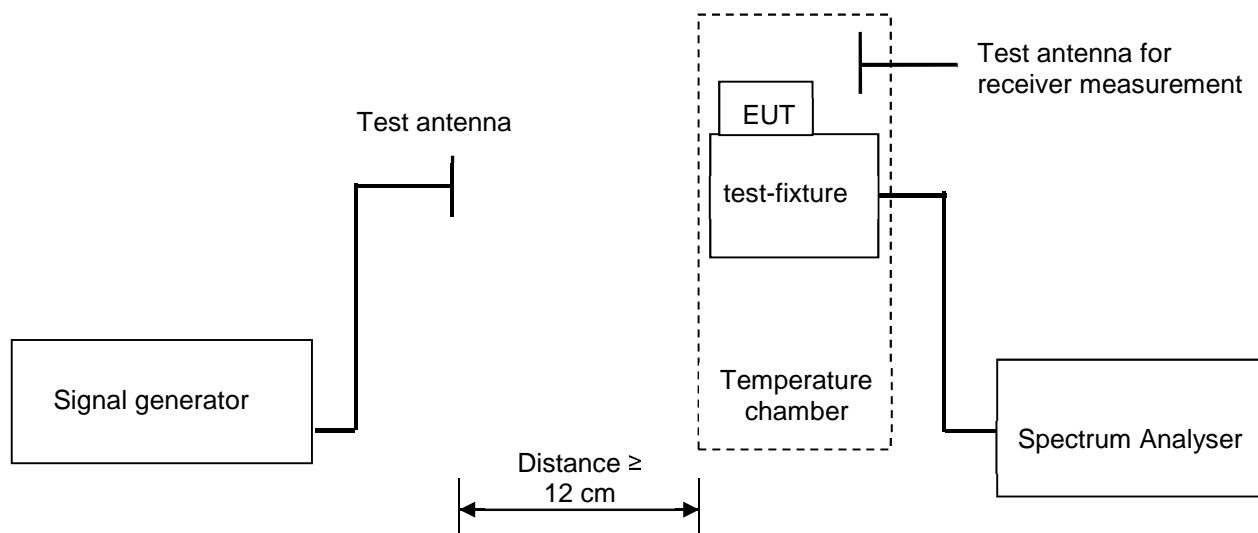 Test antenna for
receiver measurement
EUT
Test antenna
test-fixture
Temperature
chamber
Signal generator
Spectrum Analyser
Distance ≥
12 cm